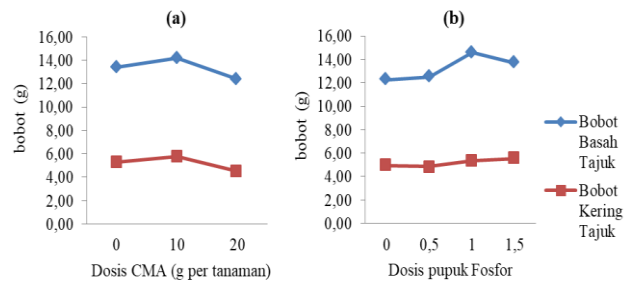 (a)
16,00
14,00
12,00
10,00
8,00
6,00
4,00
2,00
0,00
bobot (g)
0 10 20
Dosis CMA (g per tanaman)
(b)
16,00
14,00
12,00
10,00
8,00
6,00
4,00
2,00
0,00
bobot (g)
0 0,5 1 1,5
Dosis pupuk Fosfor
Bobot
Basah
Tajuk
Bobot
Kering
Tajuk